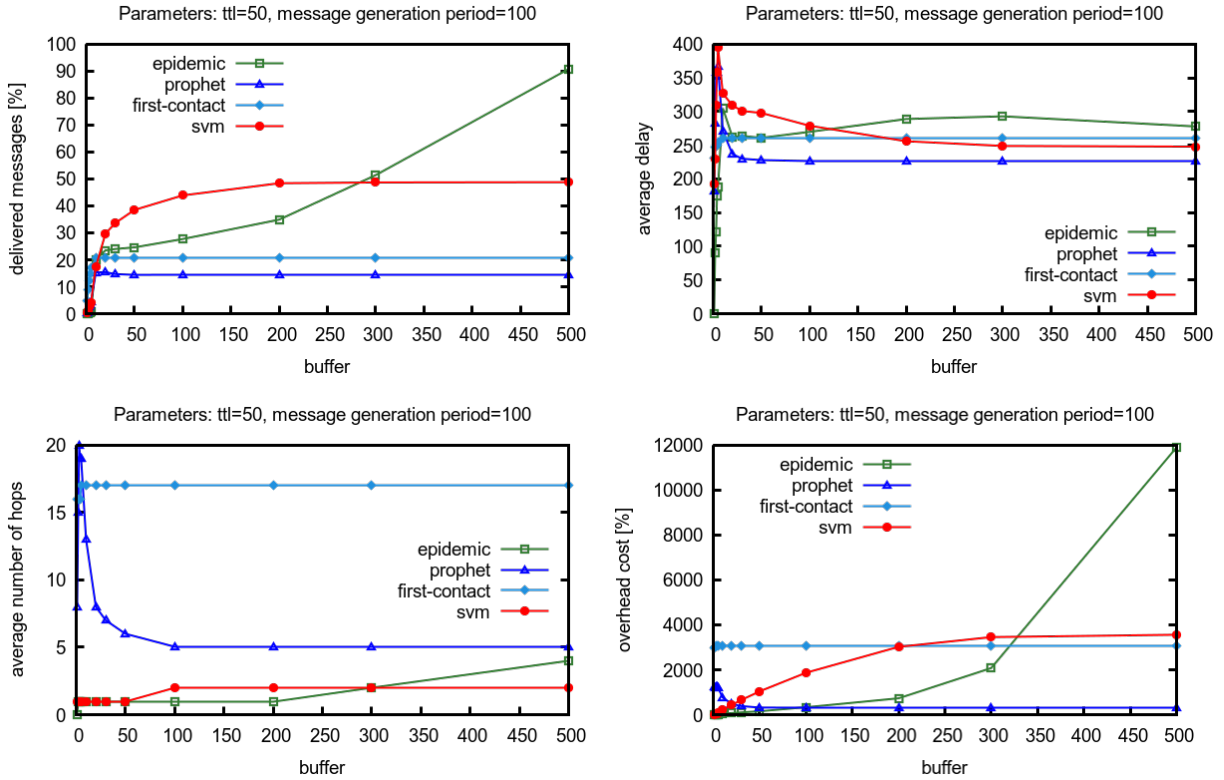 Parameters: ttl=50, message generation period=100
delivered messages [%]
100
90
80
70
60
50
40
30
20
10
0
epidemic
prophet
first-contact
svm
0 50 100 150 200 250 300 350 400 450 500
buffer
Parameters: ttl=50, message generation period=100
average delay
400
350
300
250
200
150
100
50
0
epidemic
prophet
first-contact
svm
0 50 100 150 200 250 300 350 400 450 500
buffer
Parameters: ttl=50, message generation period=100
average number of hops
20
15
10
5
0
epidemic
prophet
first-contact
svm
0 50 100 150 200 250 300 350 400 450 500
buffer
Parameters: ttl=50, message generation period=100
overhead cost [%]
12000
10000
8000
6000
4000
2000
0
epidemic
prophet
first-contact
svm
0 50 100 150 200 250 300 350 400 450 500
buffer